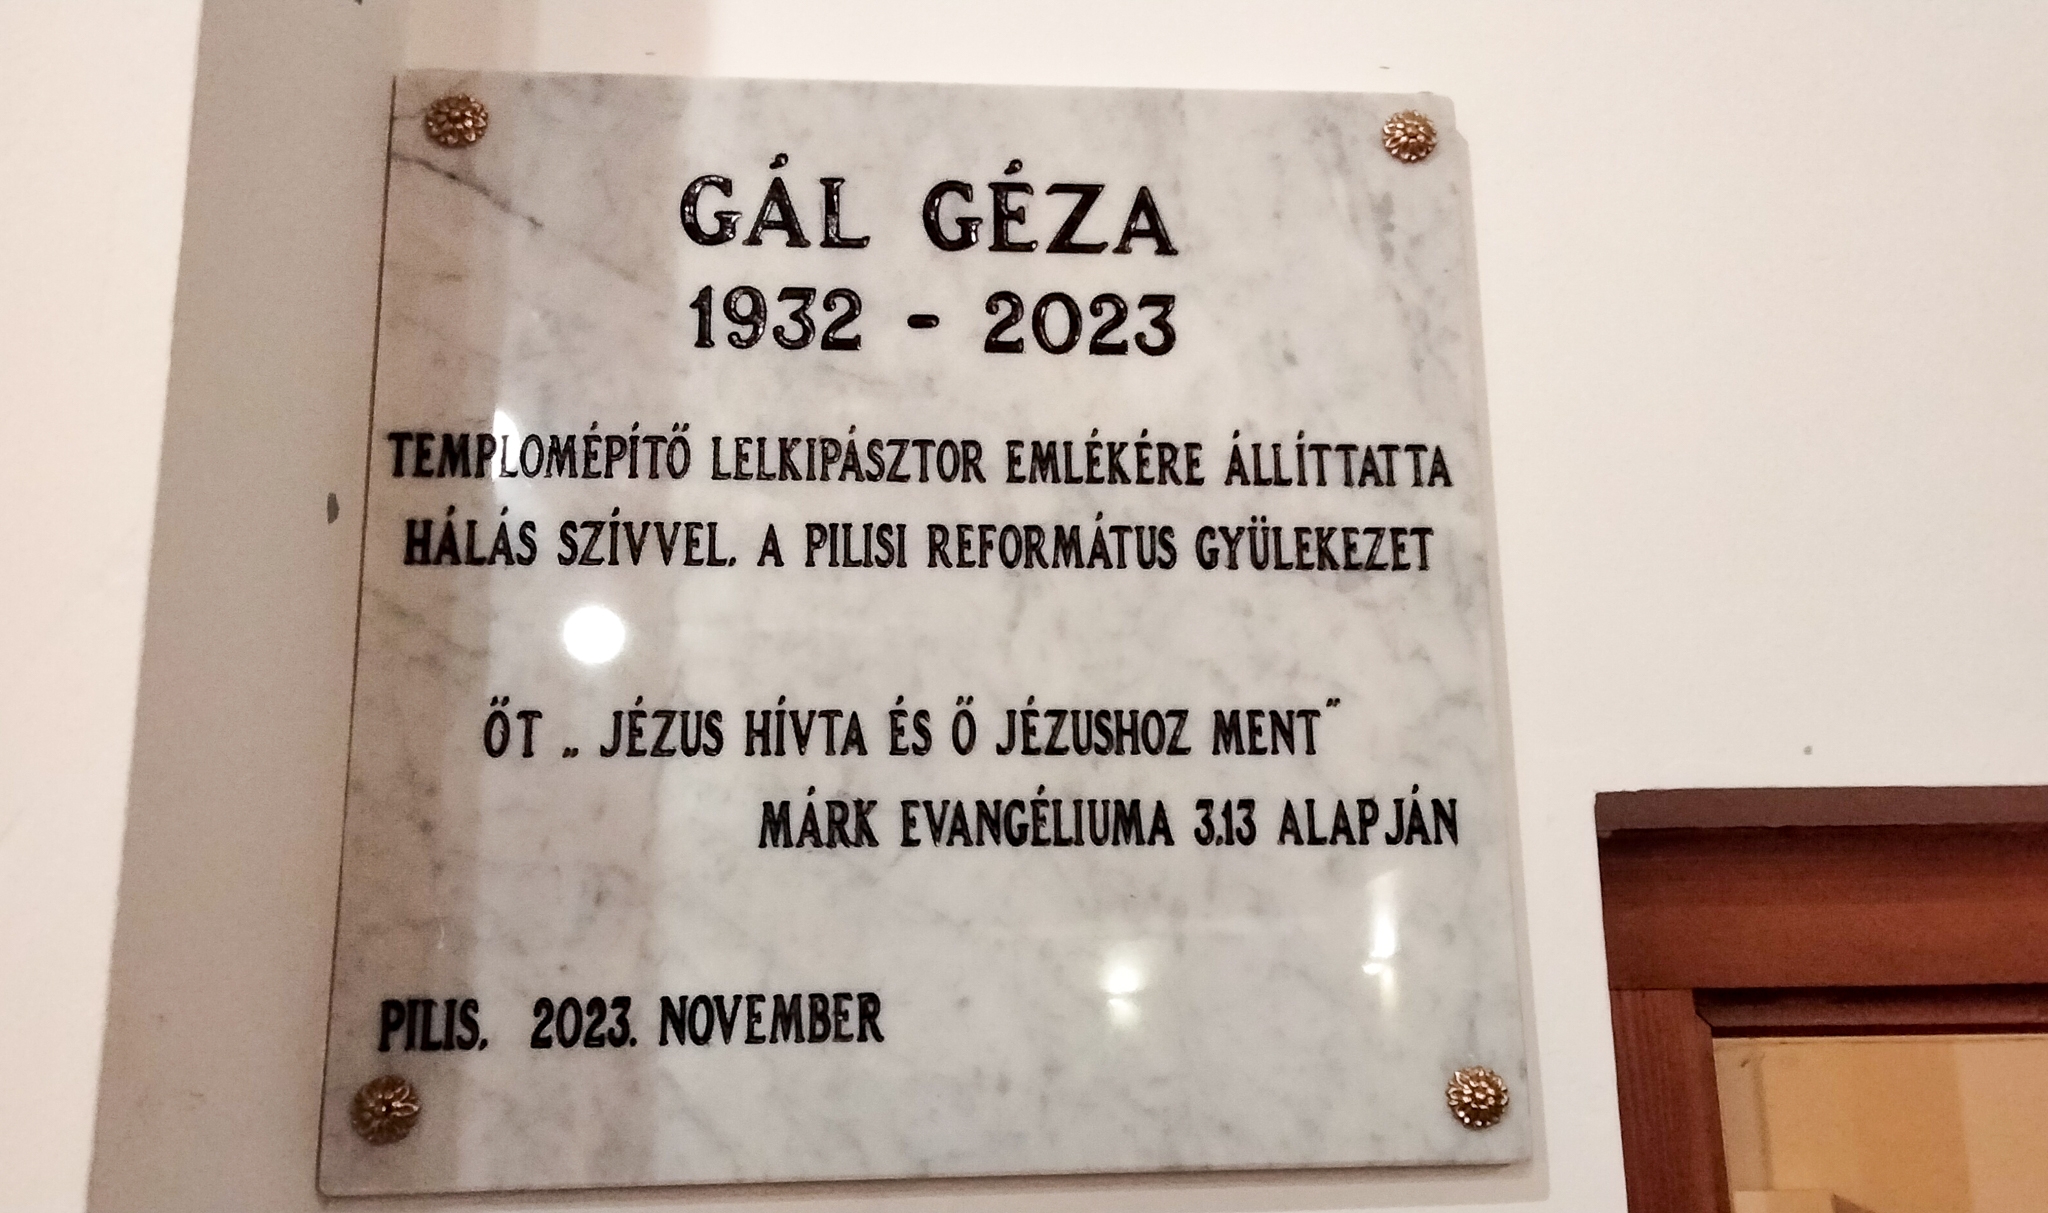 GÁL GÉZA
1932 - 2023
TEMPLOMÉPÍTŐ LELKIPÁSZTOR EMLÉKÉRE ÁLLÍTTATTA
HÁLÁS SZÍVVEL. A PILISI REFORMÁTUS GYÜLEKEZET
ŐT „ JÉZUS HÍVTA ÉS Ő JÉZUSHOZ MENT"
MÁRK EVANGÉLIUMA 3.13 ALAPJÁN
PILIS. 2023. NOVEMBER